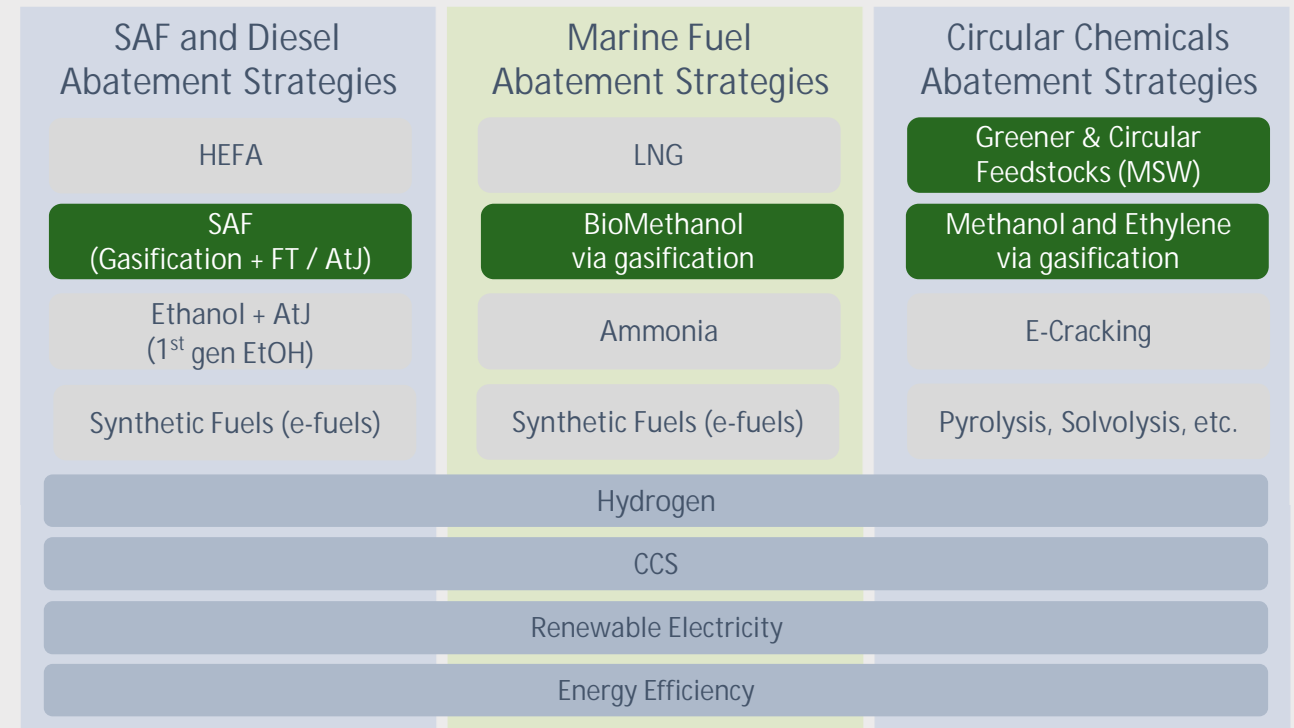 SAF and Diesel
Abatement Strategies
HEFA
SAF
(Gasification + FT / AtJ)
Ethanol + AtJ
(1st gen EtOH)
Synthetic Fuels (e-fuels)
Marine Fuel
Abatement Strategies
LNG
BioMethanol
via gasification
Ammonia
Synthetic Fuels (e-fuels)
Circular Chemicals
Abatement Strategies
Greener & Circular
Feedstocks (MSW)
Methanol and Ethylene
via gasification
E-Cracking
Pyrolysis, Solvolysis, etc.
Hydrogen
CCS
Renewable Electricity
Energy Efficiency